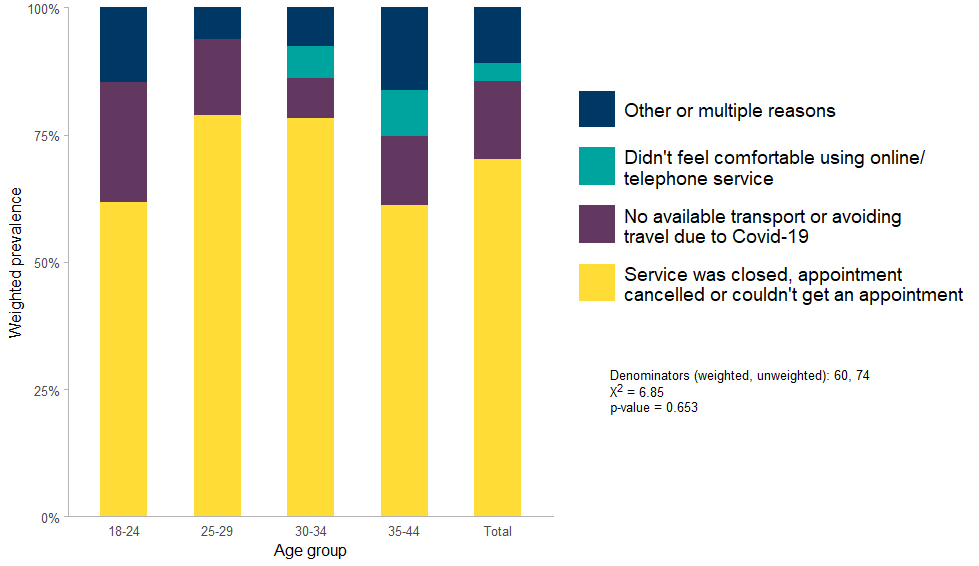 100%
75%
50%
25%
0%
Weighted prevalence
18-24
25-29
30-34
35-44
Total
Age group
Other or multiple reasons
Didn't feel comfortable using online/
telephone service
No available transport or avoiding
travel due to Covid-19
Service was closed, appointment
cancelled or couldn't get an appointment
Denominators (weighted, unweighted): 60, 74
X² = 6.85
p-value = 0.653